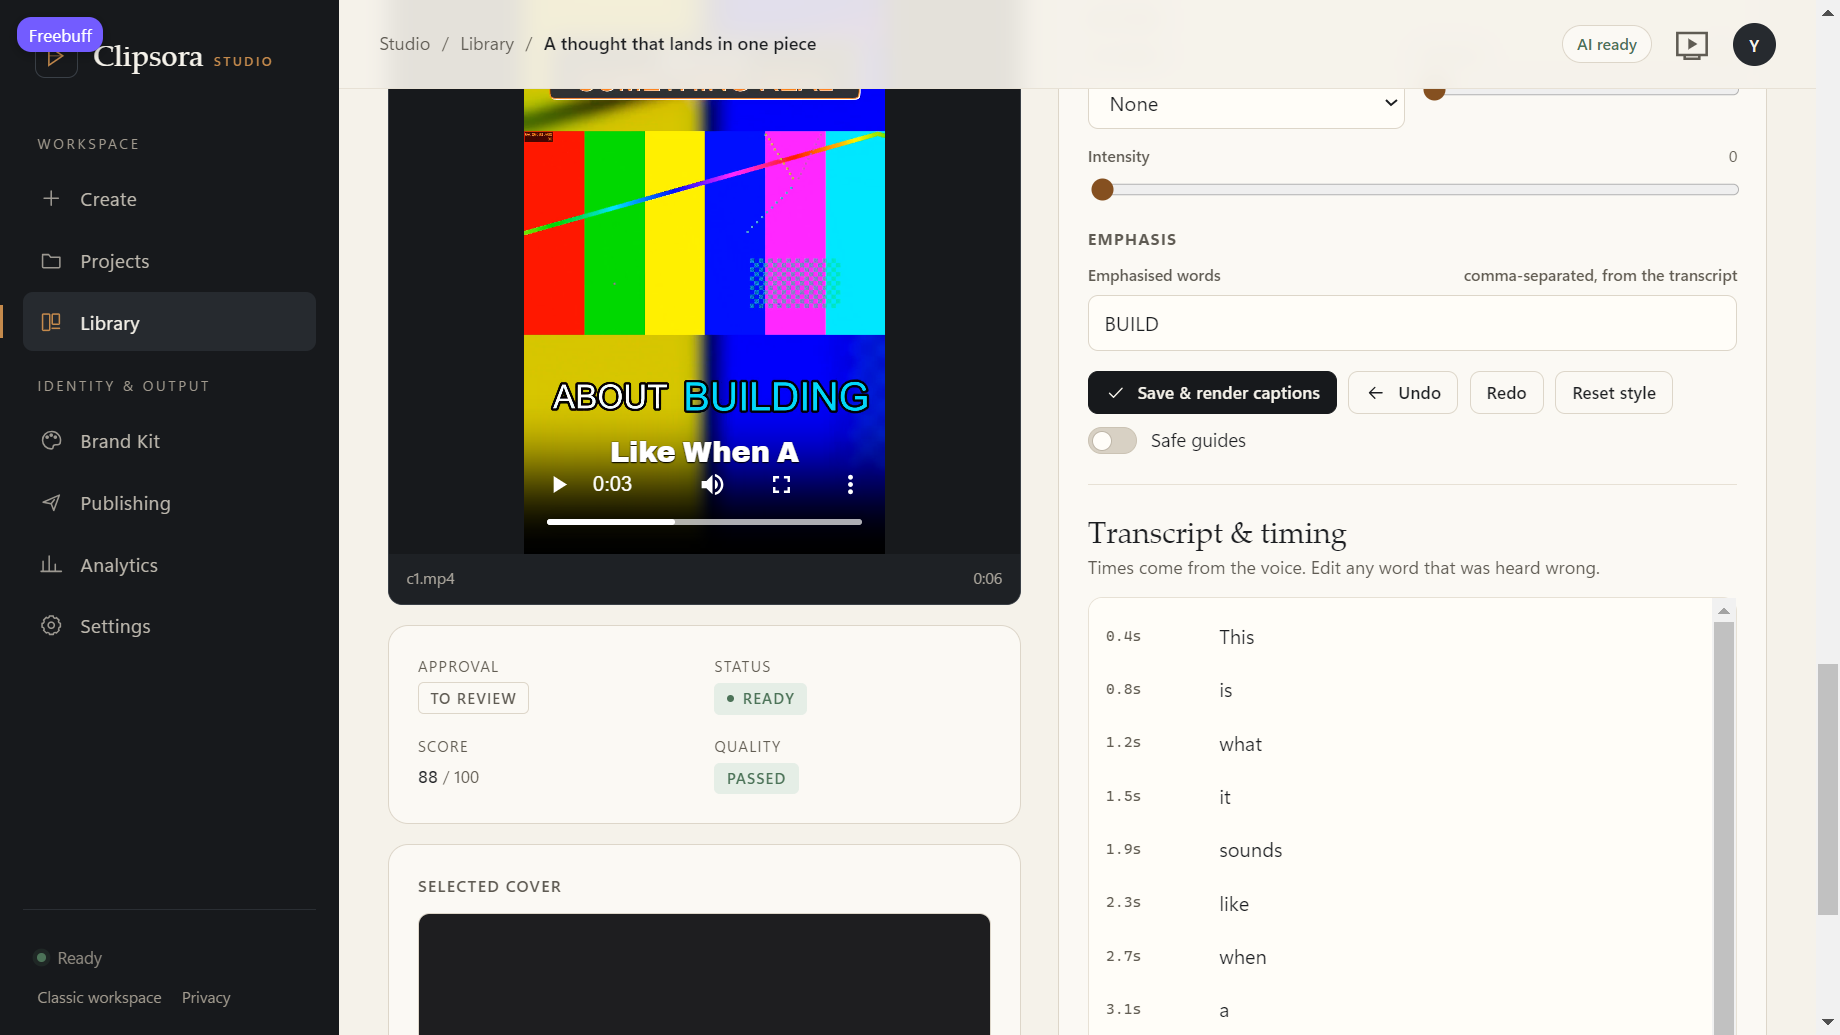 Freebuff
Clipsora STUDIO
WORKSPACE
Create
Projects
Library
IDENTITY & OUTPUT
Brand Kit
Publishing
Analytics
Settings
Ready
Classic workspace Privacy
Studio / Library / A thought that lands in one piece
AI ready
Y
SOMETHING REAL
ABOUT BUILDING
Like When A
0:03
c1.mp4 0:06
APPROVAL STATUS
TO REVIEW READY
SCORE QUALITY
88 / 100 PASSED
SELECTED COVER
None
Intensity 0
EMPHASIS
Emphasised words comma-separated, from the transcript
BUILD
Save & render captions Undo Redo Reset style
Safe guides
Transcript & timing
Times come from the voice. Edit any word that was heard wrong.
0.4s This
0.8s is
1.2s what
1.5s it
1.9s sounds
2.3s like
2.7s when
3.1s a